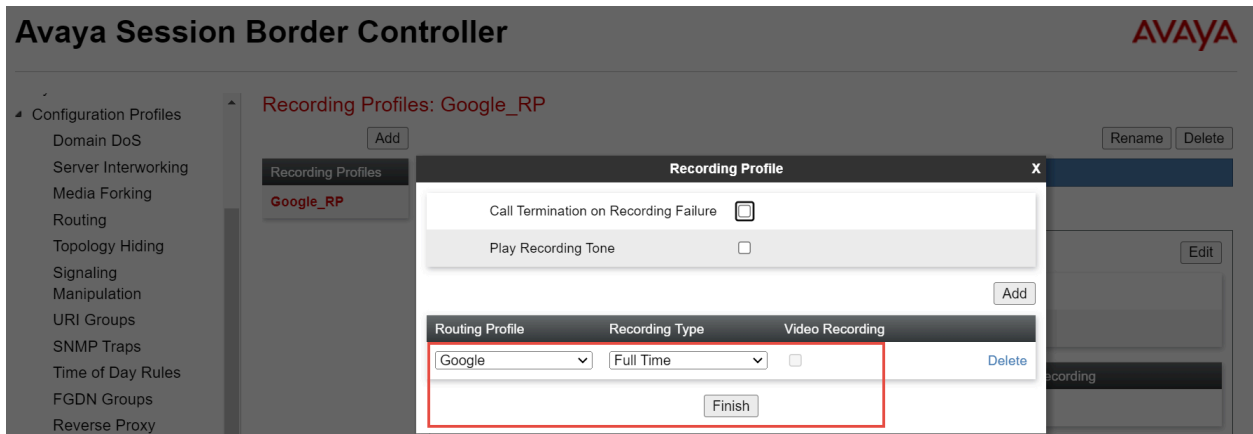 Avaya Session Border Controller
AVAYA
Configuration Profiles
Domain DoS
Server Interworking
Media Forking
Routing
Topology Hiding
Signaling
Manipulation
URI Groups
SNMP Traps
Time of Day Rules
FGDN Groups
Reverse Proxy
Recording Profiles: Google_RP
Add
Rename
Delete
Recording Profiles
Google_RP
Edit
ecording
Recording Profile
X
Call Termination on Recording Failure
Play Recording Tone
Add
Routing Profile Recording Type Video Recording
Google Full Time Delete
Finish